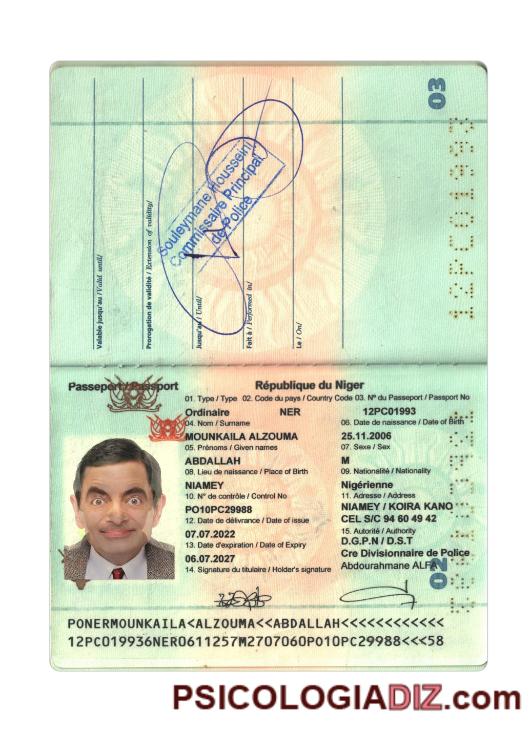 03
12PC01993
Valable jusqu'au /Valid until/
Prorogation de validité / Extension of validity/
Jusqu'au / Until/
Fait à / Performed in/
Le / On/
Souleymane Housseini
Commissaire Principal
de Police
Passeport/Passport
République du Niger
01. Type / Type 02. Code du pays / Country Code 03. Nº du Passeport / Passport No
Ordinaire NER 12PC01993
04. Nom / Surname 06. Date de naissance / Date of Birth
MOUNKAILA ALZOUMA 25.11.2006
05. Prénoms / Given names 07. Sexe / Sex
ABDALLAH M
08. Lieu de naissance / Place of Birth 09. Nationalité / Nationality
NIAMEY Nigérienne
10. N° de contrôle / Control No 11. Adresse / Address
PO10PC29988 NIAMEY / KOIRA KANO
12. Date de délivrance / Date of issue CEL S/C 94 60 49 42
07.07.2022 15. Autorité / Authority
13. Date d'expiration / Date of Expiry D.G.P.N / D.S.T
06.07.2027 Cre Divisionnaire de Police
14. Signature du titulaire / Holder's signature Abdourahmane ALFA
02
PONERMOUNKAILA<ALZOUMA<<ABDALLAH<<<<<<<<<<<<
12PC019936NER0611257M2707060PO10PC29988<<<58
PSICOLOGIADIZ.com